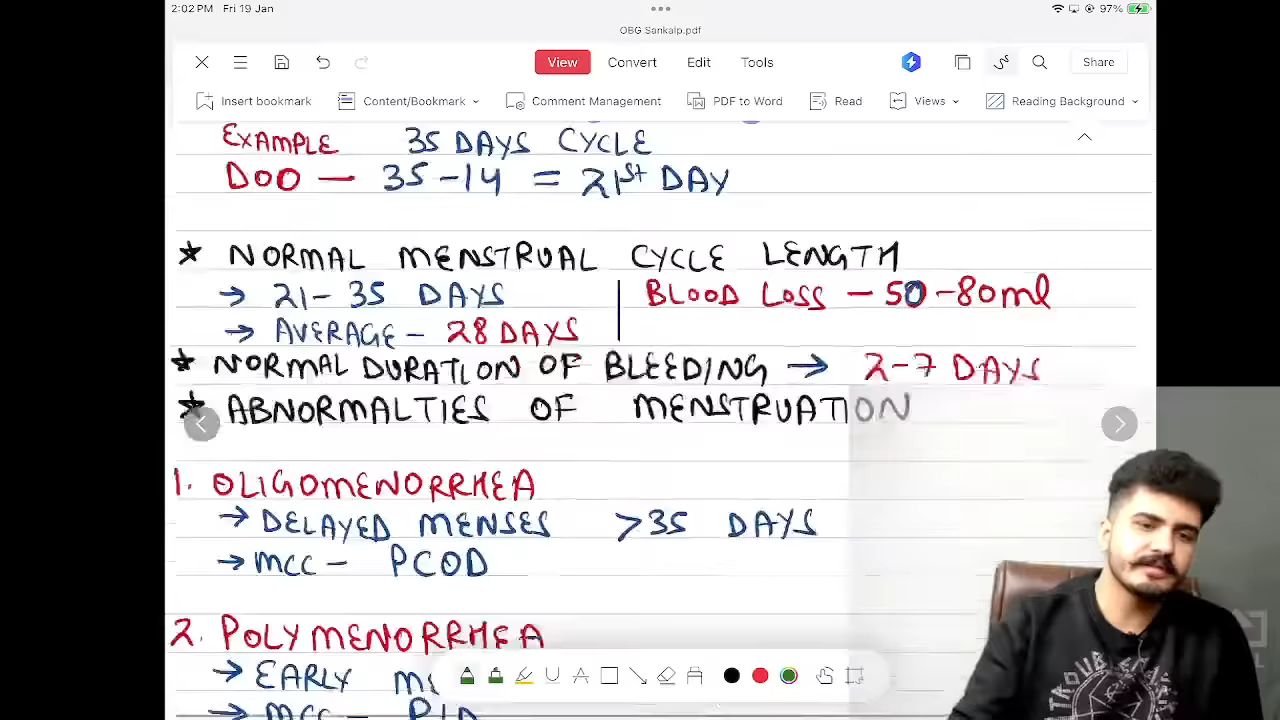 2:02 PM Fri 19 Jan 97%
OBG Sankalp.pdf
View Convert Edit Tools Share
Insert bookmark Content/Bookmark Comment Management PDF to Word Read Views Reading Background
EXAMPLE 35 DAYS CYCLE
DOO — 35-14 = 21st DAY
* NORMAL MENSTRUAL CYCLE LENGTH
→ 21-35 DAYS BLOOD LOSS — 50-80ml
→ AVERAGE - 28 DAYS
* NORMAL DURATION OF BLEEDING → 2-7 DAYS
* ABNORMALTIES OF MENSTRUATION
1. OLIGOMENORRHEA
→ DELAYED MENSES >35 DAYS
→ MCC - PCOD
2. POLYMENORRHEA
→ EARLY
→ MCC - PID